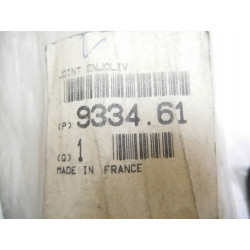 JOINT ENJOLIV
(P) 9334.61
(Q) 1
MADE IN FRANCE